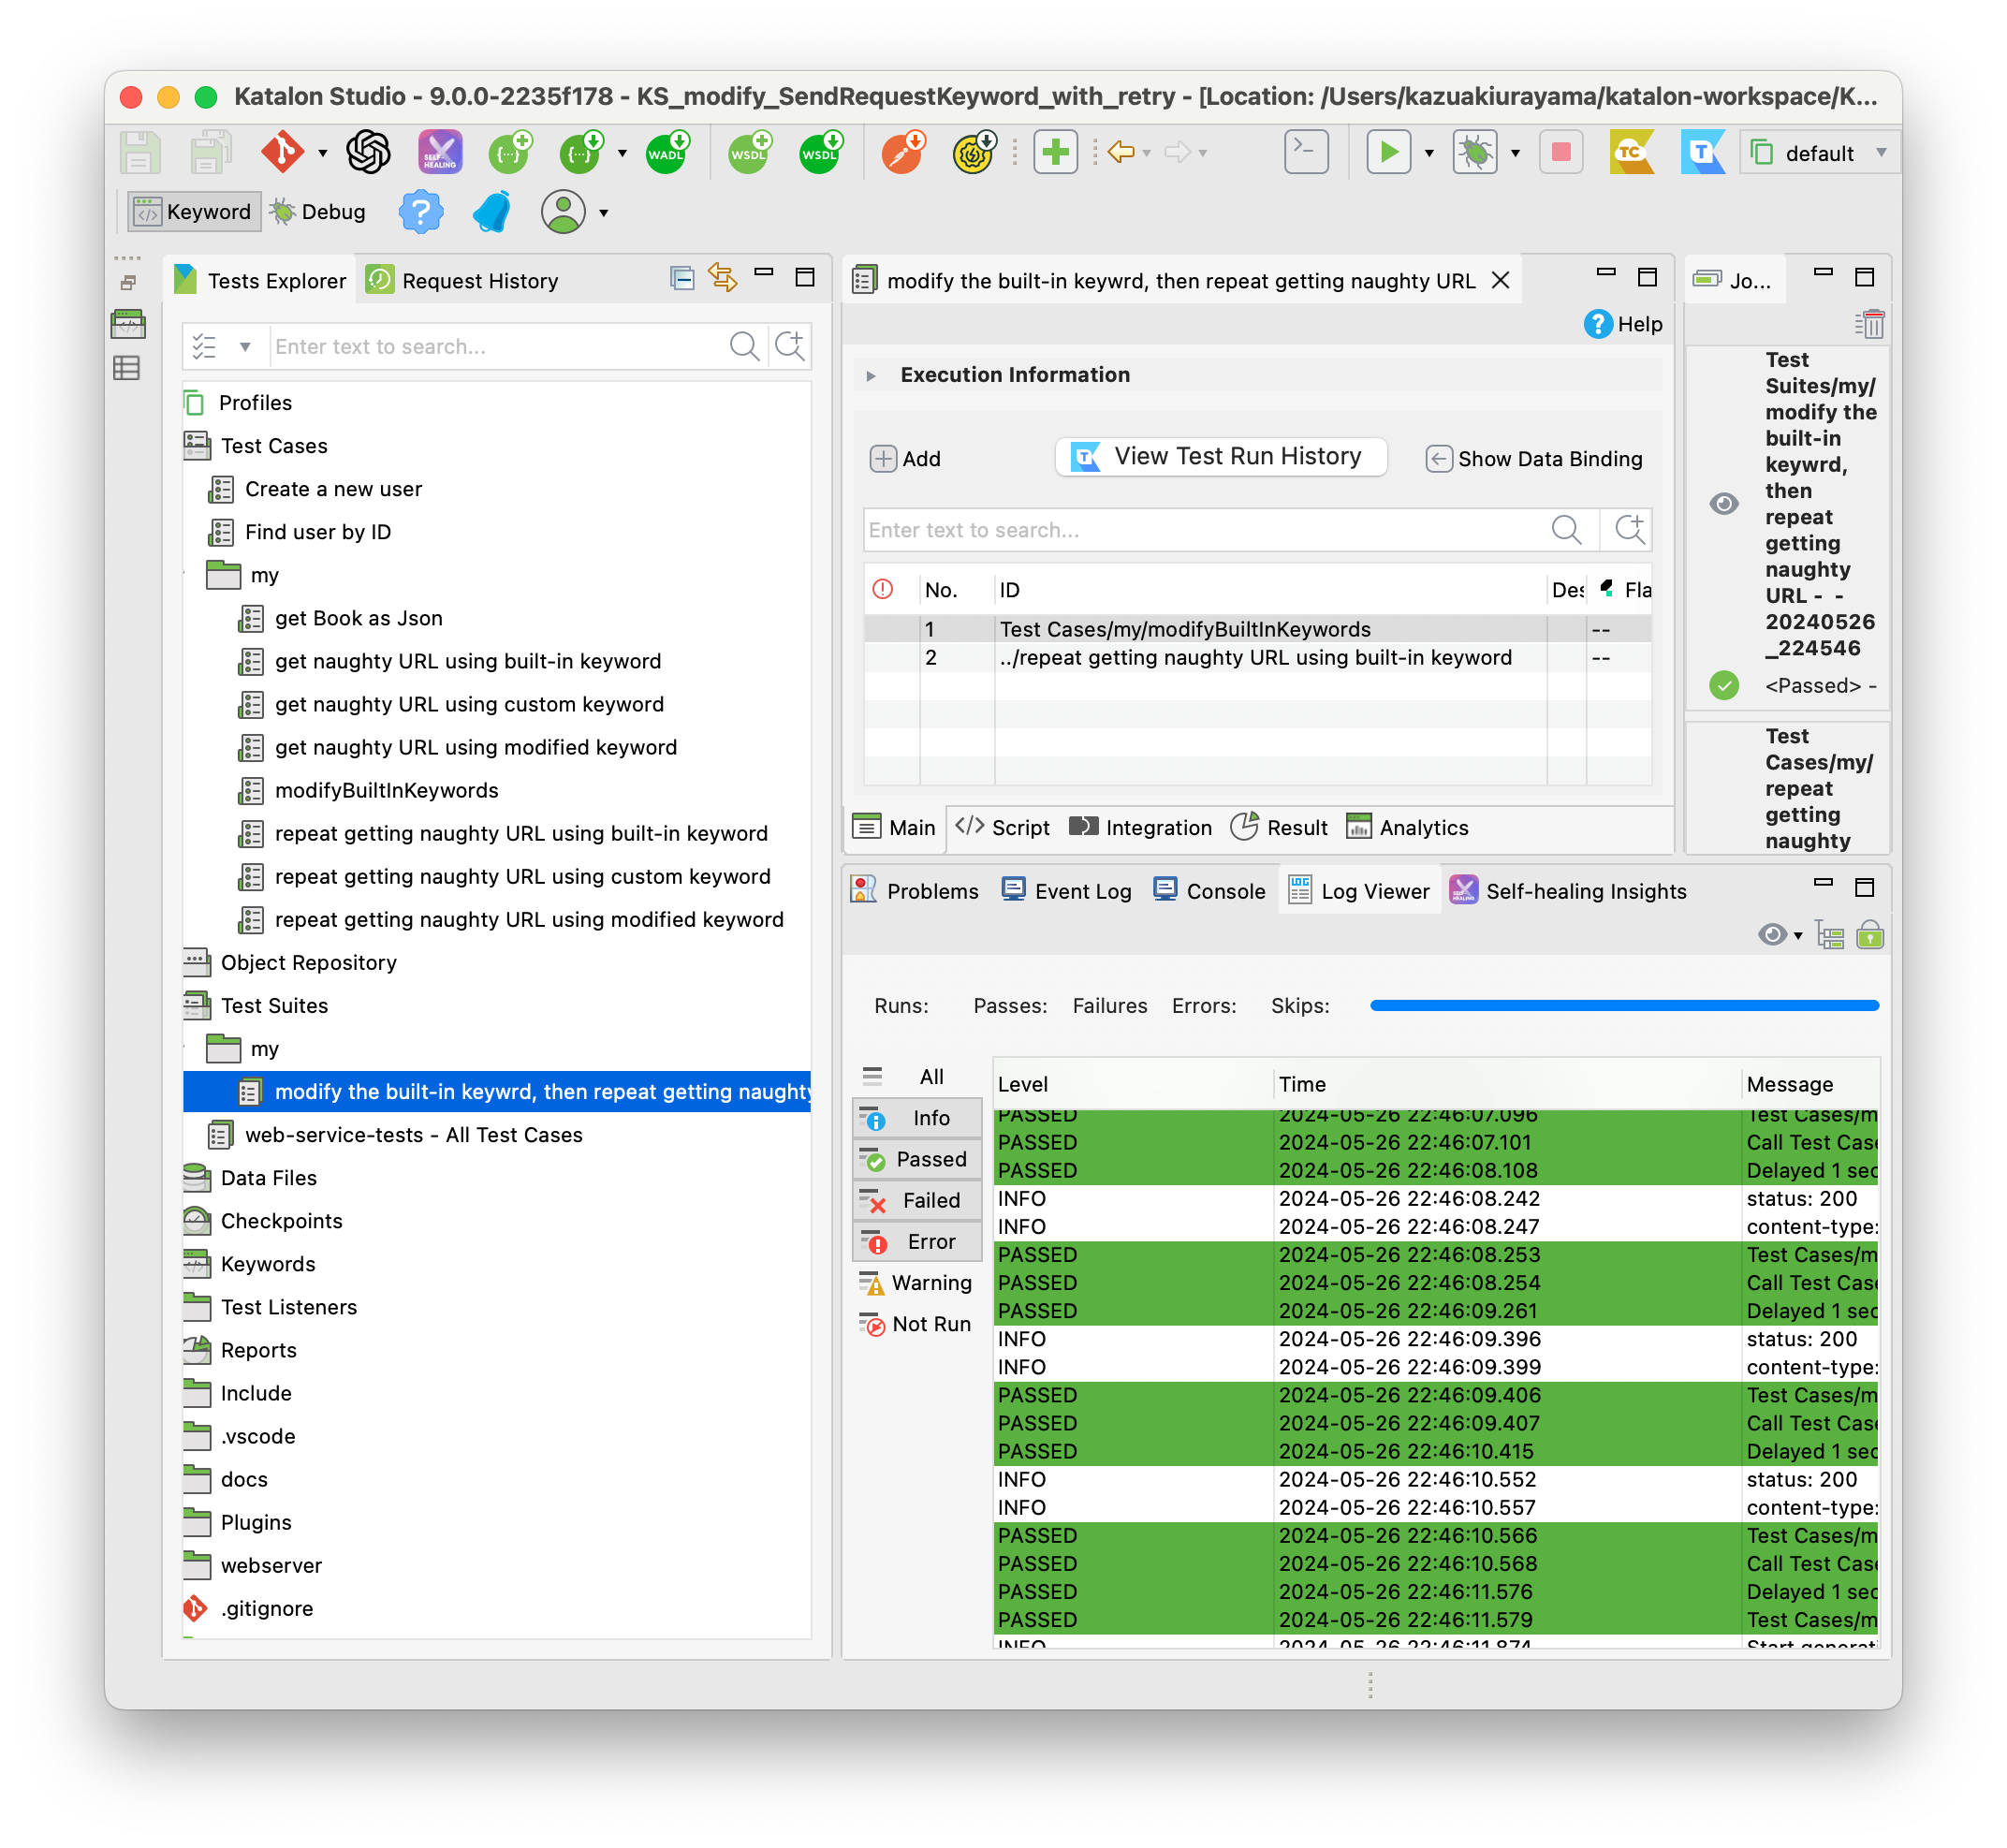 Katalon Studio - 9.0.0-2235f178 - KS_modify_SendRequestKeyword_with_retry - [Location: /Users/kazuakiurayama/katalon-workspace/K...
SELF-HEALING
WADL
WSDL
WSDL
TC
T
default
Keyword
Debug
Tests Explorer
Request History
Enter text to search...
Profiles
Test Cases
Create a new user
Find user by ID
my
get Book as Json
get naughty URL using built-in keyword
get naughty URL using custom keyword
get naughty URL using modified keyword
modifyBuiltInKeywords
repeat getting naughty URL using built-in keyword
repeat getting naughty URL using custom keyword
repeat getting naughty URL using modified keyword
Object Repository
Test Suites
my
modify the built-in keywrd, then repeat getting naughty
web-service-tests - All Test Cases
Data Files
Checkpoints
Keywords
Test Listeners
Reports
Include
.vscode
docs
Plugins
webserver
.gitignore
modify the built-in keywrd, then repeat getting naughty URL
Help
Execution Information
Add
View Test Run History
Show Data Binding
Enter text to search...
No. ID Des Fla
1 Test Cases/my/modifyBuiltInKeywords --
2 ../repeat getting naughty URL using built-in keyword --
Main
Script
Integration
Result
Analytics
Jo...
Test
Suites/my/
modify the
built-in
keywrd,
then
repeat
getting
naughty
URL - -
20240526
_224546
<Passed> -
Test
Cases/my/
repeat
getting
naughty
Problems
Event Log
Console
Log Viewer
Self-healing Insights
Runs: Passes: Failures Errors: Skips:
All
Info
Passed
Failed
Error
Warning
Not Run
Level Time Message
PASSED 2024-05-26 22:46:07.096 Test Cases/m
PASSED 2024-05-26 22:46:07.101 Call Test Case
PASSED 2024-05-26 22:46:08.108 Delayed 1 sec
INFO 2024-05-26 22:46:08.242 status: 200
INFO 2024-05-26 22:46:08.247 content-type:
PASSED 2024-05-26 22:46:08.253 Test Cases/m
PASSED 2024-05-26 22:46:08.254 Call Test Case
PASSED 2024-05-26 22:46:09.261 Delayed 1 sec
INFO 2024-05-26 22:46:09.396 status: 200
INFO 2024-05-26 22:46:09.399 content-type:
PASSED 2024-05-26 22:46:09.406 Test Cases/m
PASSED 2024-05-26 22:46:09.407 Call Test Case
PASSED 2024-05-26 22:46:10.415 Delayed 1 sec
INFO 2024-05-26 22:46:10.552 status: 200
INFO 2024-05-26 22:46:10.557 content-type:
PASSED 2024-05-26 22:46:10.566 Test Cases/m
PASSED 2024-05-26 22:46:10.568 Call Test Case
PASSED 2024-05-26 22:46:11.576 Delayed 1 sec
PASSED 2024-05-26 22:46:11.579 Test Cases/m
INFO 2024-05-26 22:46:11.874 Start generati